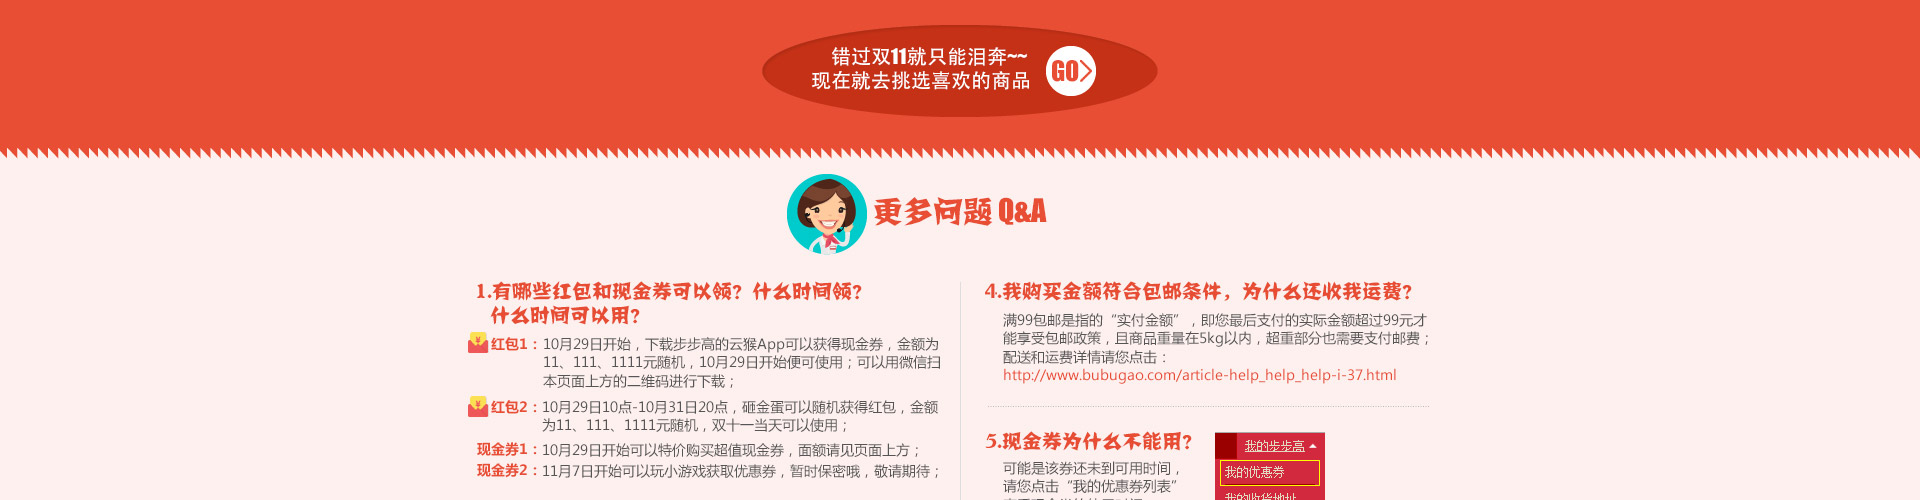 错过双11就只能泪奔~~
现在就去挑选喜欢的商品
GO>
更多问题 Q&A
1.有哪些红包和现金券可以领？什么时间领？
什么时间可以用？
红包1：10月29日开始，下载步步高的云猴App可以获得现金券，金额为
11、111、1111元随机，10月29日开始便可使用；可以用微信扫
本页面上方的二维码进行下载；
红包2：10月29日10点-10月31日20点，砸金蛋可以随机获得红包，金额
为11、111、1111元随机，双十一当天可以使用；
现金券1：10月29日开始可以特价购买超值现金券，面额请见页面上方；
现金券2：11月7日开始可以玩小游戏获取优惠券，暂时保密哦，敬请期待；
4.我购买金额符合包邮条件，为什么还收我运费？
满99包邮是指的“实付金额”，即您最后支付的实际金额超过99元才
能享受包邮政策，且商品重量在5kg以内，超重部分也需要支付邮费；
配送和运费详情请您点击：
http://www.bubugao.com/article-help_help_help-i-37.html
5.现金券为什么不能用？
可能是该券还未到可用时间，
请您点击“我的优惠券列表”
我的步步高
我的优惠券
我的收货地址